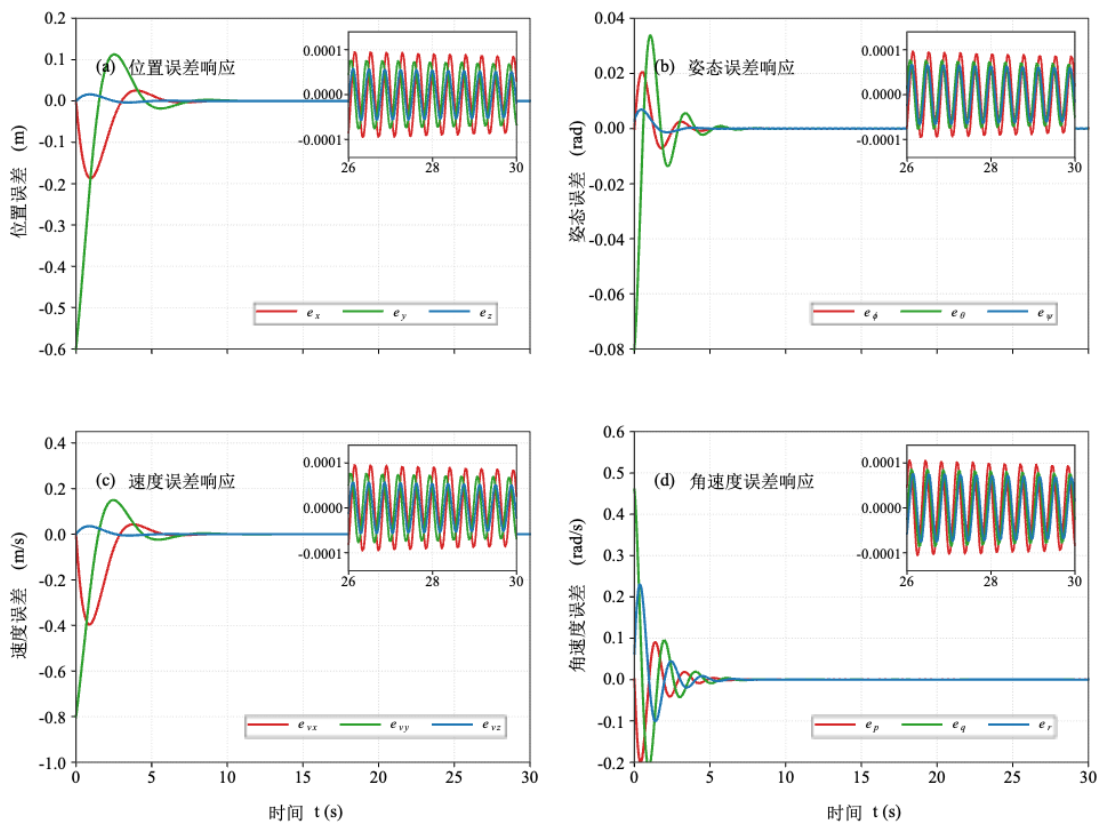 (a) 位置误差响应
位置误差 (m)
0.2
0.1
0.0
-0.1
-0.2
-0.3
-0.4
-0.5
-0.6
0 5 10 15 20 25 30
0.0001
0.0000
-0.0001
26 28 30
e_x e_y e_z
(b) 姿态误差响应
姿态误差 (rad)
0.04
0.02
0.00
-0.02
-0.04
-0.06
-0.08
0 5 10 15 20 25 30
0.0001
0.0000
-0.0001
26 28 30
e_ϕ e_θ e_ψ
(c) 速度误差响应
速度误差 (m/s)
0.4
0.2
0.0
-0.2
-0.4
-0.6
-0.8
-1.0
0 5 10 15 20 25 30
0.0001
0.0000
-0.0001
26 28 30
e_vx e_vy e_vz
时间 t (s)
(d) 角速度误差响应
角速度误差 (rad/s)
0.6
0.5
0.4
0.3
0.2
0.1
0.0
-0.1
-0.2
0 5 10 15 20 25 30
0.0001
0.0000
-0.0001
26 28 30
e_p e_q e_r
时间 t (s)